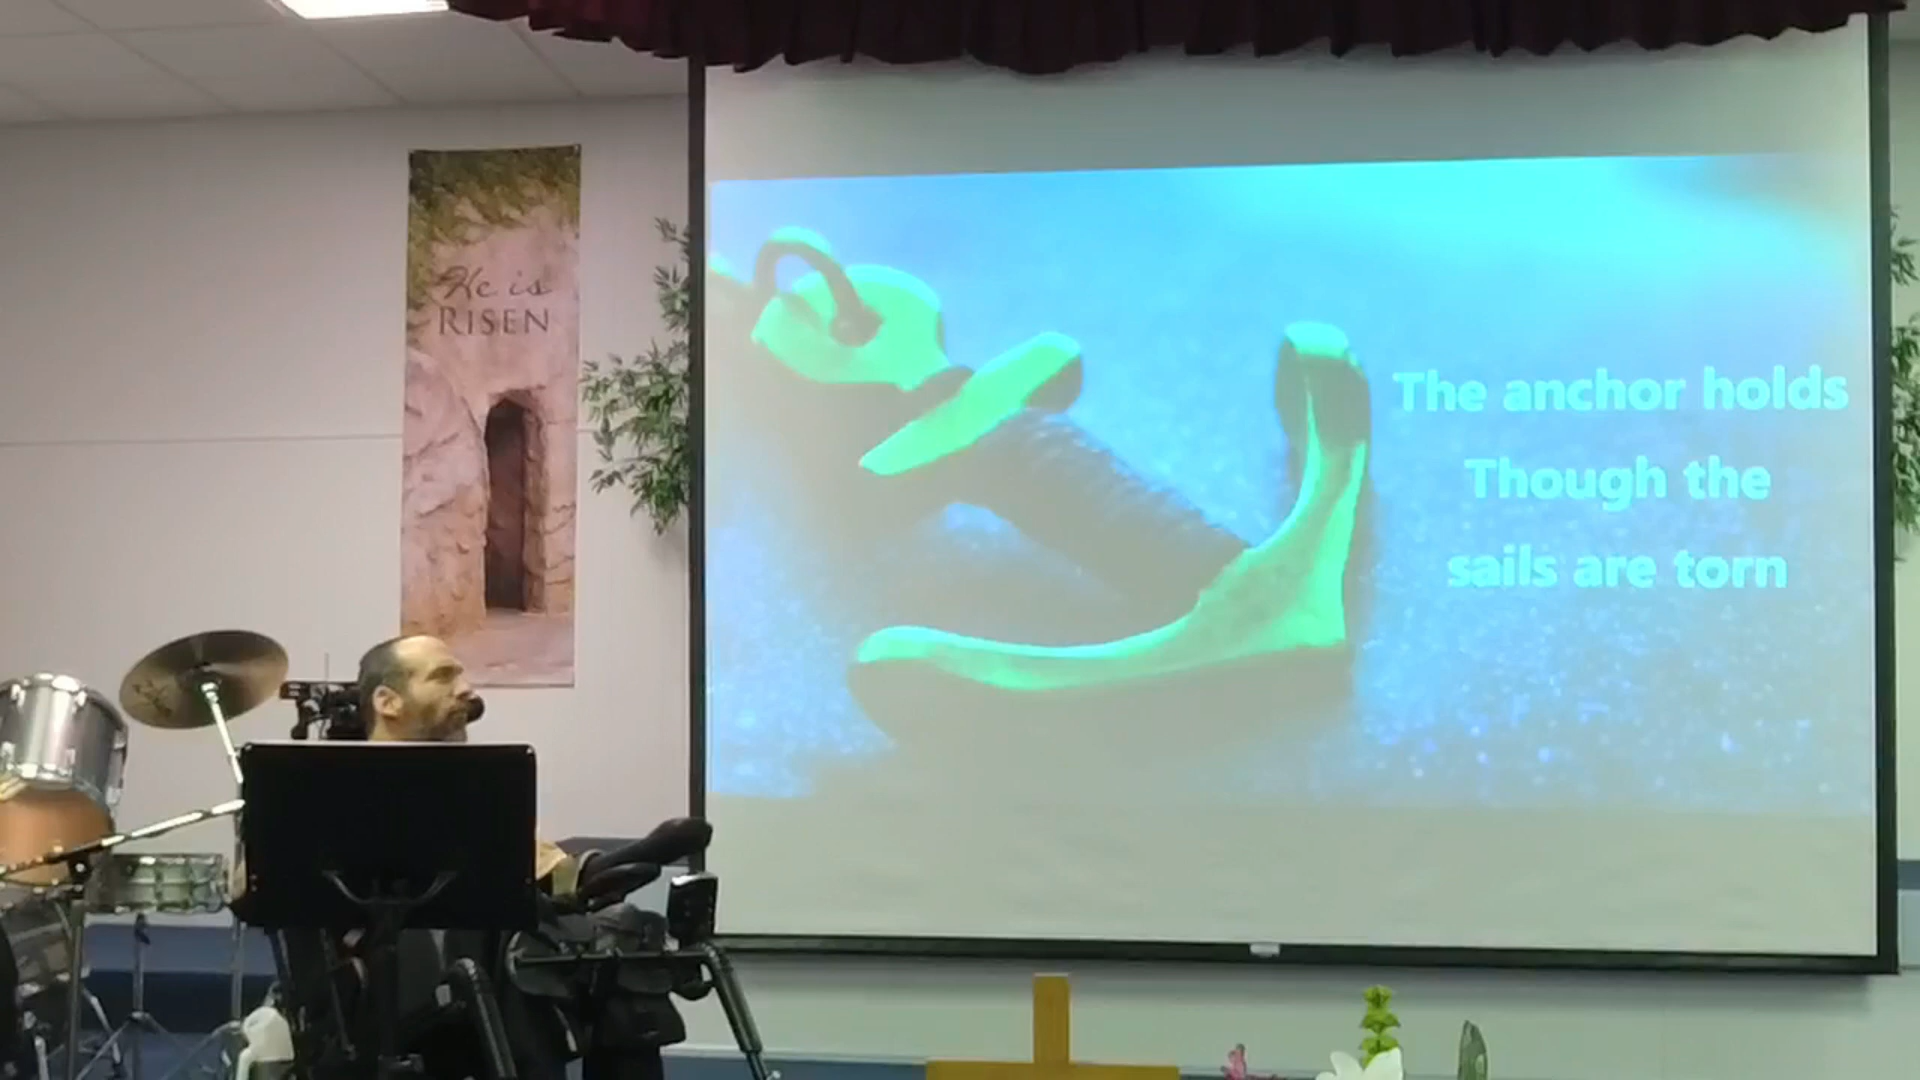 He is
RISEN
The anchor holds
Though the
sails are torn